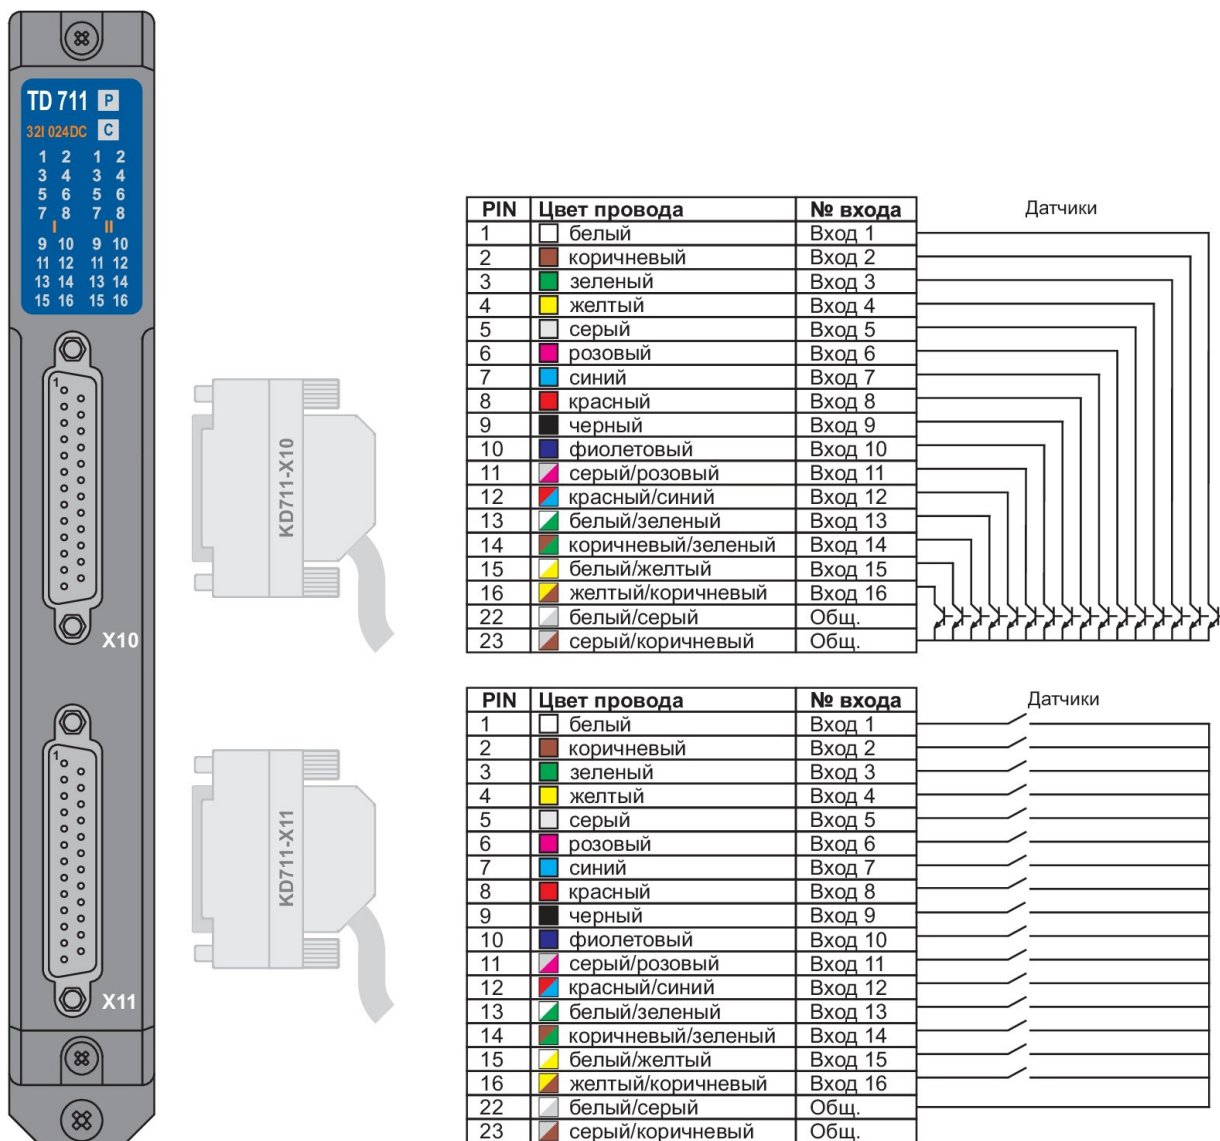 TD 711 P
32I 024DC C
1 2 1 2
3 4 3 4
5 6 5 6
7 8 7 8
I II
9 10 9 10
11 12 11 12
13 14 13 14
15 16 15 16
1
X10
1
X11
KD711-X10
KD711-X11
PIN Цвет провода № входа Датчики
1 белый Вход 1
2 коричневый Вход 2
3 зеленый Вход 3
4 желтый Вход 4
5 серый Вход 5
6 розовый Вход 6
7 синий Вход 7
8 красный Вход 8
9 черный Вход 9
10 фиолетовый Вход 10
11 серый/розовый Вход 11
12 красный/синий Вход 12
13 белый/зеленый Вход 13
14 коричневый/зеленый Вход 14
15 белый/желтый Вход 15
16 желтый/коричневый Вход 16
22 белый/серый Общ.
23 серый/коричневый Общ.
PIN Цвет провода № входа Датчики
1 белый Вход 1
2 коричневый Вход 2
3 зеленый Вход 3
4 желтый Вход 4
5 серый Вход 5
6 розовый Вход 6
7 синий Вход 7
8 красный Вход 8
9 черный Вход 9
10 фиолетовый Вход 10
11 серый/розовый Вход 11
12 красный/синий Вход 12
13 белый/зеленый Вход 13
14 коричневый/зеленый Вход 14
15 белый/желтый Вход 15
16 желтый/коричневый Вход 16
22 белый/серый Общ.
23 серый/коричневый Общ.